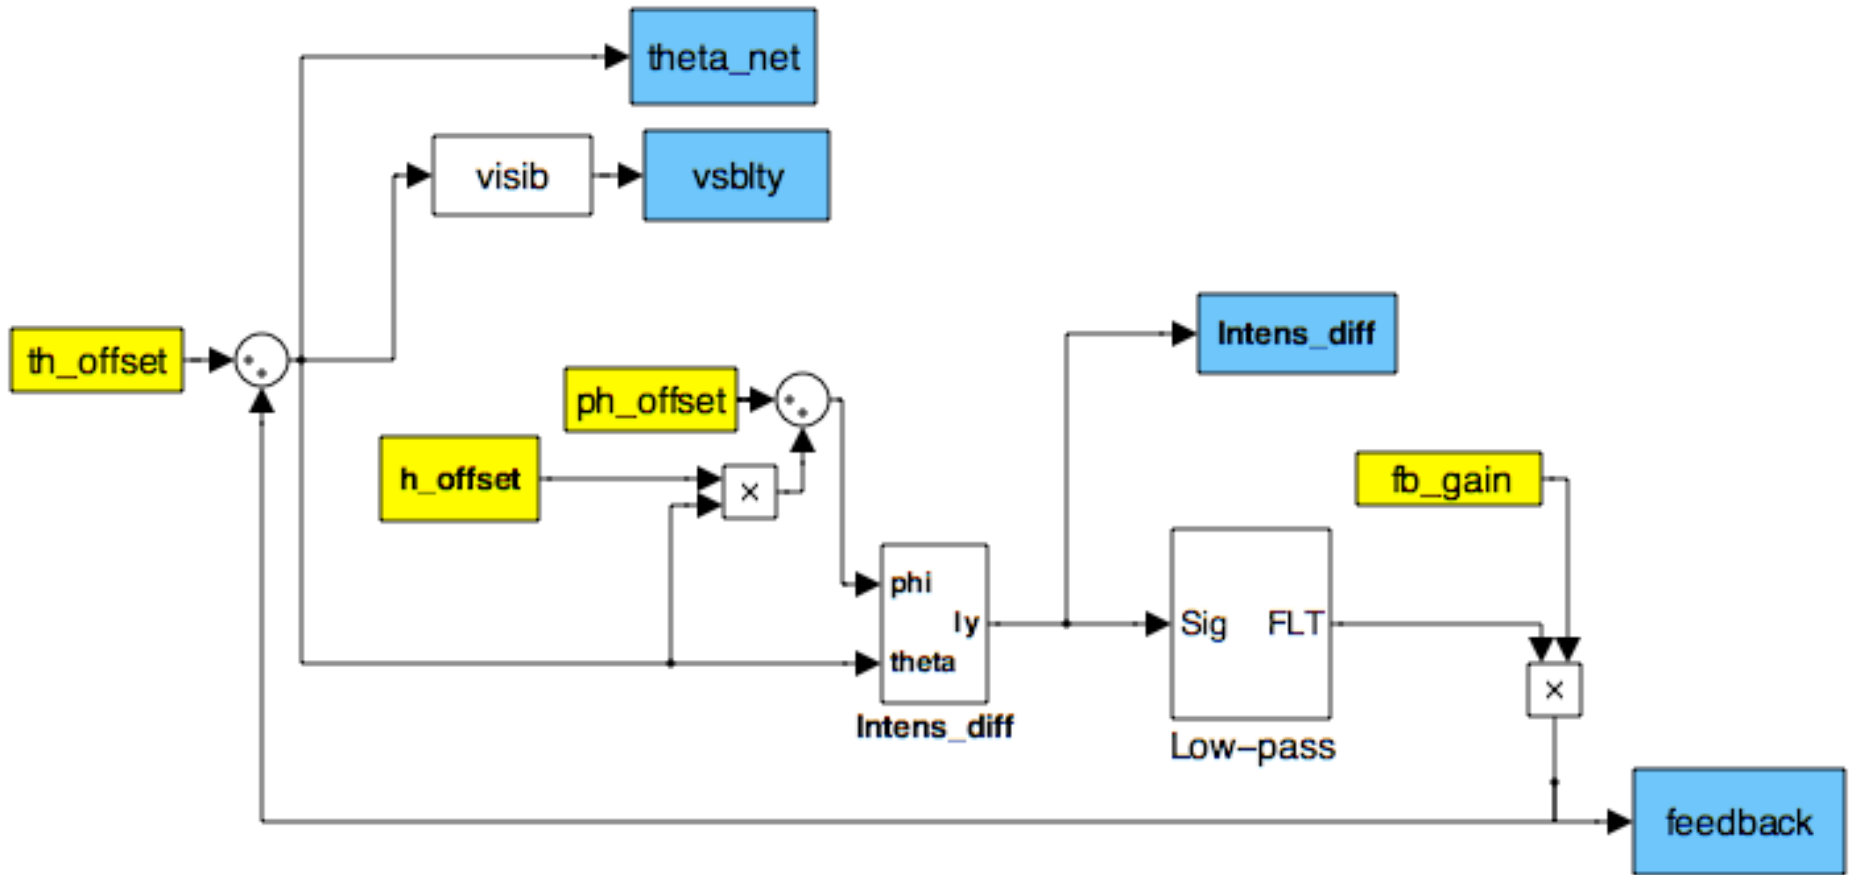 theta_net
visib
vsblty
th_offset
Intens_diff
ph_offset
h_offset
×
fb_gain
phi
Iy
theta
Intens_diff
Sig
FLT
Low-pass
×
feedback